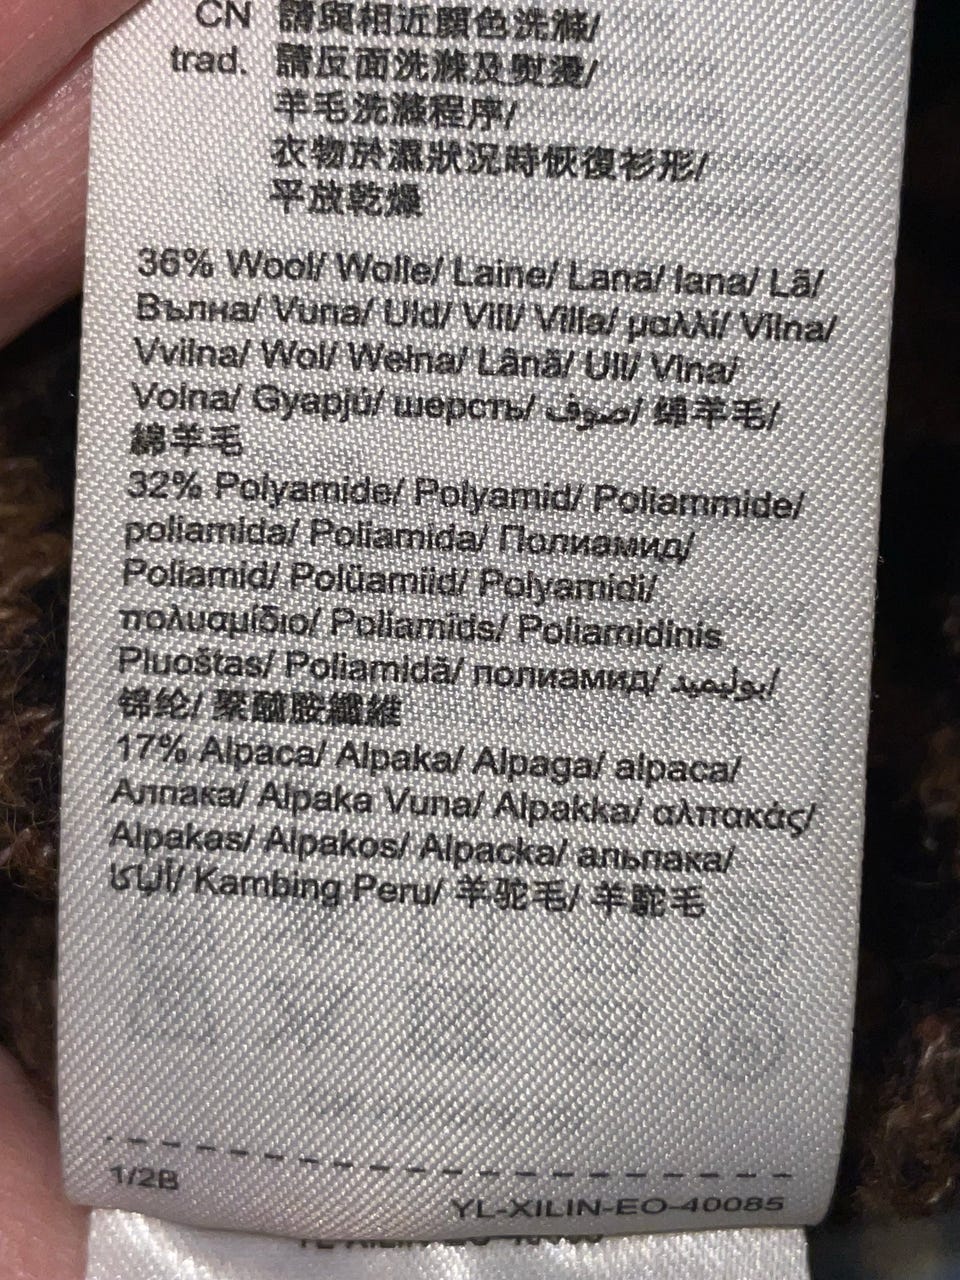 CN 請與相近顏色洗滌/
trad. 請反面洗滌及熨燙/
羊毛洗滌程序/
衣物於濕狀況時恢復衫形/
平放乾燥
36% Wool/ Wolle/ Laine/ Lana/ lana/ Lã/
Вълна/ Vuna/ Uld/ Vill/ Villa/ μαλλί/ Vilna/
Vvilna/ Wol/ Wełna/ Lână/ Ull/ Vlna/
Volna/ Gyapjú/ шерсть/ صوف/ 绵羊毛/
綿羊毛
32% Polyamide/ Polyamid/ Poliammide/
poliamida/ Poliamida/ Полиамид/
Poliamid/ Polüamiid/ Polyamidi/
πολυαμίδιο/ Poliamīds/ Poliamidinis
Pluoštas/ Poliamidă/ полиамид/ بوليميد/
锦纶/ 聚醯胺纖維
17% Alpaca/ Alpaka/ Alpaga/ alpaca/
Алпака/ Alpaka Vuna/ Alpakka/ αλπακάς/
Alpakas/ Alpakos/ Alpacka/ альпака/
ألباكا/ Kambing Peru/ 羊驼毛/ 羊駝毛
1/2B
YL-XILIN-EO-40085